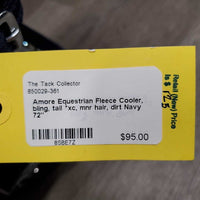 The Tack Collector
850029-361
Amore Equestrian Fleece Cooler,
bling, tail *xc, mnr hair, dirt Navy
72"
$95.00
858E7Z
Retail (New) Price
is $ 125